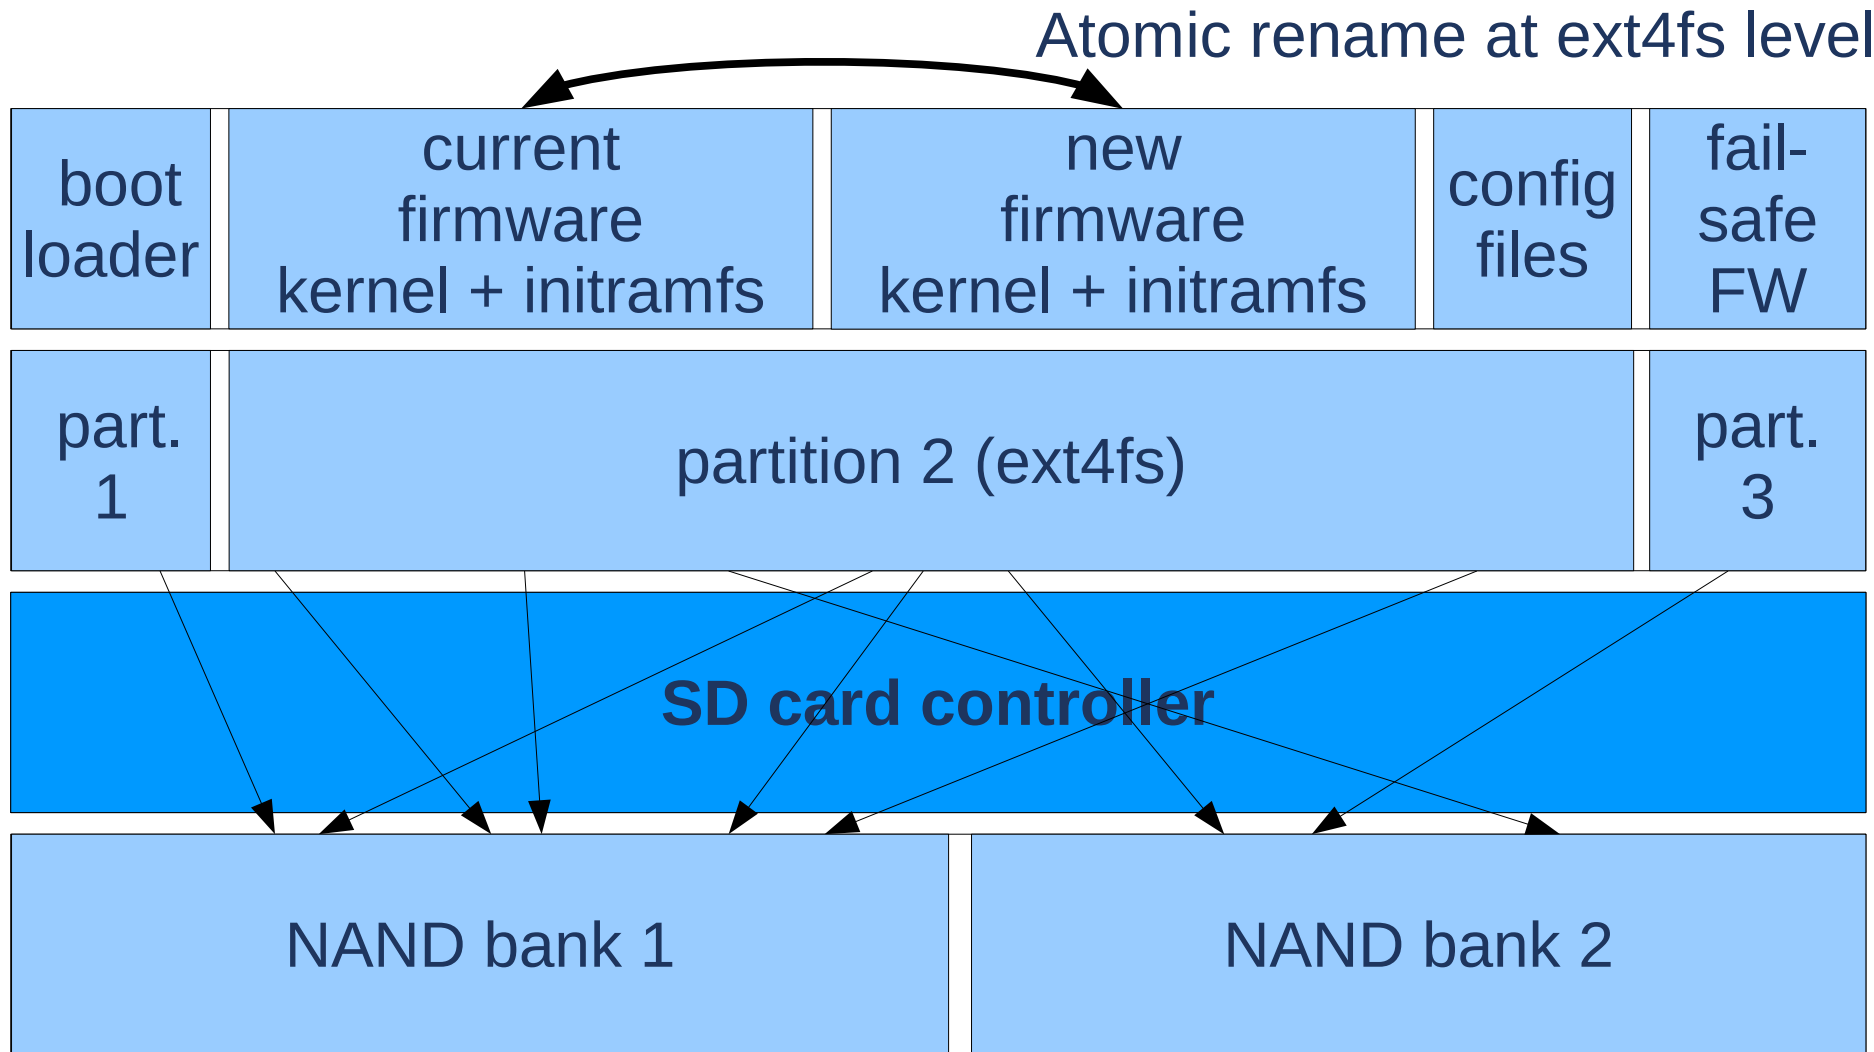 Atomic rename at ext4fs level
boot
loader
current
firmware
kernel + initramfs
new
firmware
kernel + initramfs
config
files
fail-
safe
FW
part.
1
partition 2 (ext4fs)
part.
3
SD card controller
NAND bank 1
NAND bank 2